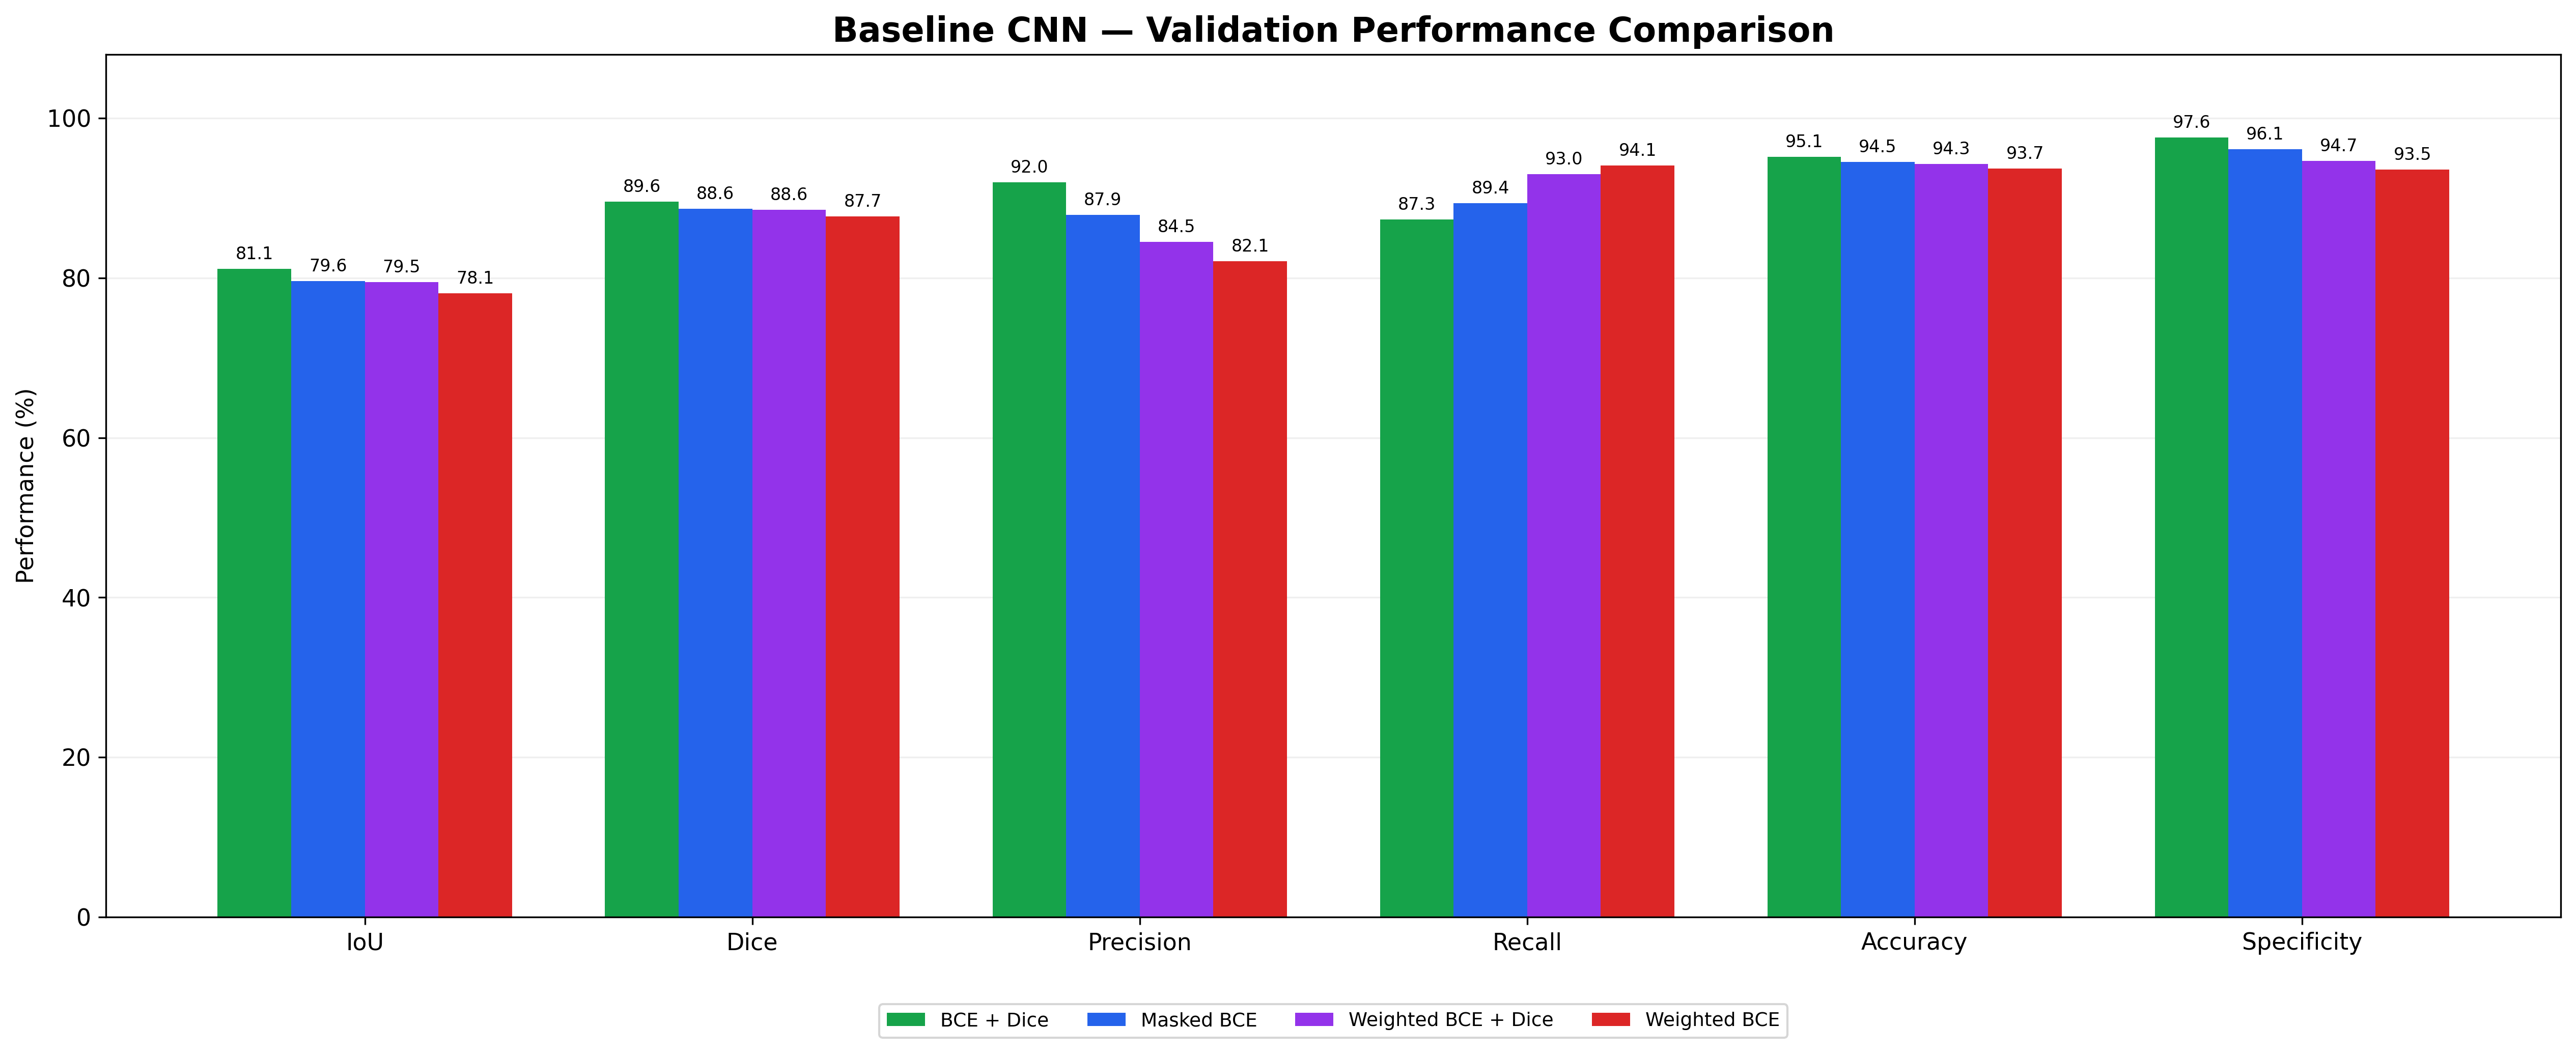 Baseline CNN — Validation Performance Comparison
Performance (%)
100
80
60
40
20
0
81.1 79.6 79.5 78.1
89.6 88.6 88.6 87.7
92.0 87.9 84.5 82.1
87.3 89.4 93.0 94.1
95.1 94.5 94.3 93.7
97.6 96.1 94.7 93.5
IoU Dice Precision Recall Accuracy Specificity
BCE + Dice Masked BCE Weighted BCE + Dice Weighted BCE